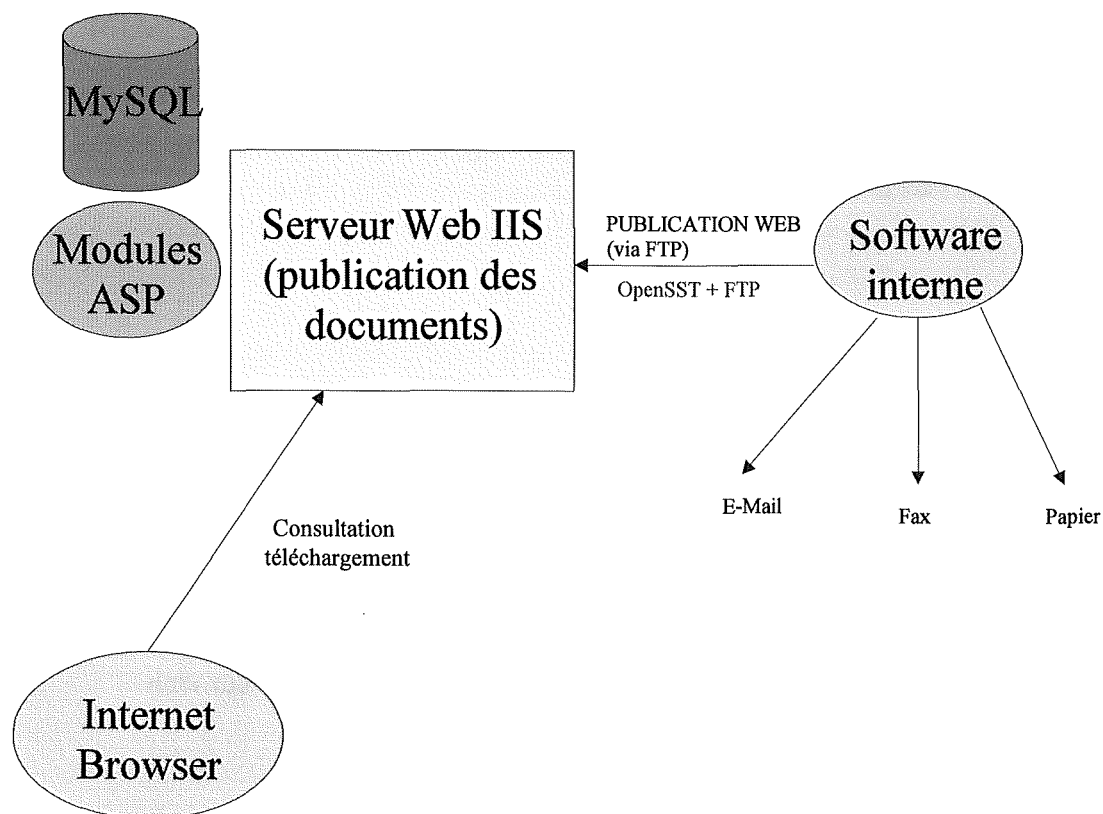 MySQL
Modules
ASP
Serveur Web IIS
(publication des
documents)
PUBLICATION WEB
(via FTP)
OpenSST + FTP
Software
interne
E-Mail
Fax
Papier
Consultation
téléchargement
Internet
Browser